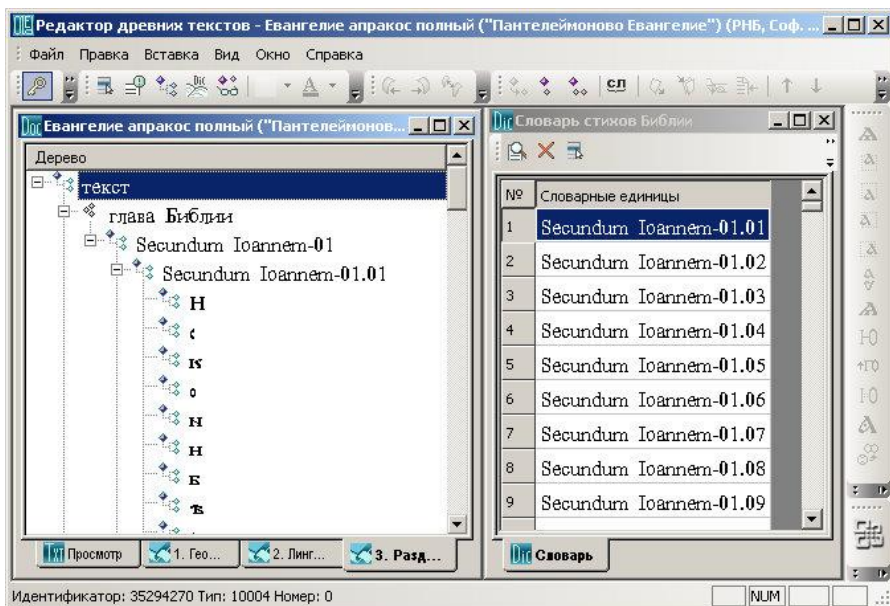 Редактор древних текстов - Евангелие апракос полный ("Пантелеймоново Евангелие") (РНБ, Соф. ...
Файл Правка Вставка Вид Окно Справка
сл
Евангелие апракос полный ("Пантелеймонов...
Дерево
текст
глава Библии
Secundum Ioannem-01
Secundum Ioannem-01.01
Н
с
к
о
н
н
Б
ѣ
Просмотр 1. Гео... 2. Линг... 3. Разд...
Словарь стихов Библии
№ Словарные единицы
1 Secundum Ioannem-01.01
2 Secundum Ioannem-01.02
3 Secundum Ioannem-01.03
4 Secundum Ioannem-01.04
5 Secundum Ioannem-01.05
6 Secundum Ioannem-01.06
7 Secundum Ioannem-01.07
8 Secundum Ioannem-01.08
9 Secundum Ioannem-01.09
Словарь
Идентификатор: 35294270 Тип: 10004 Номер: 0
NUM